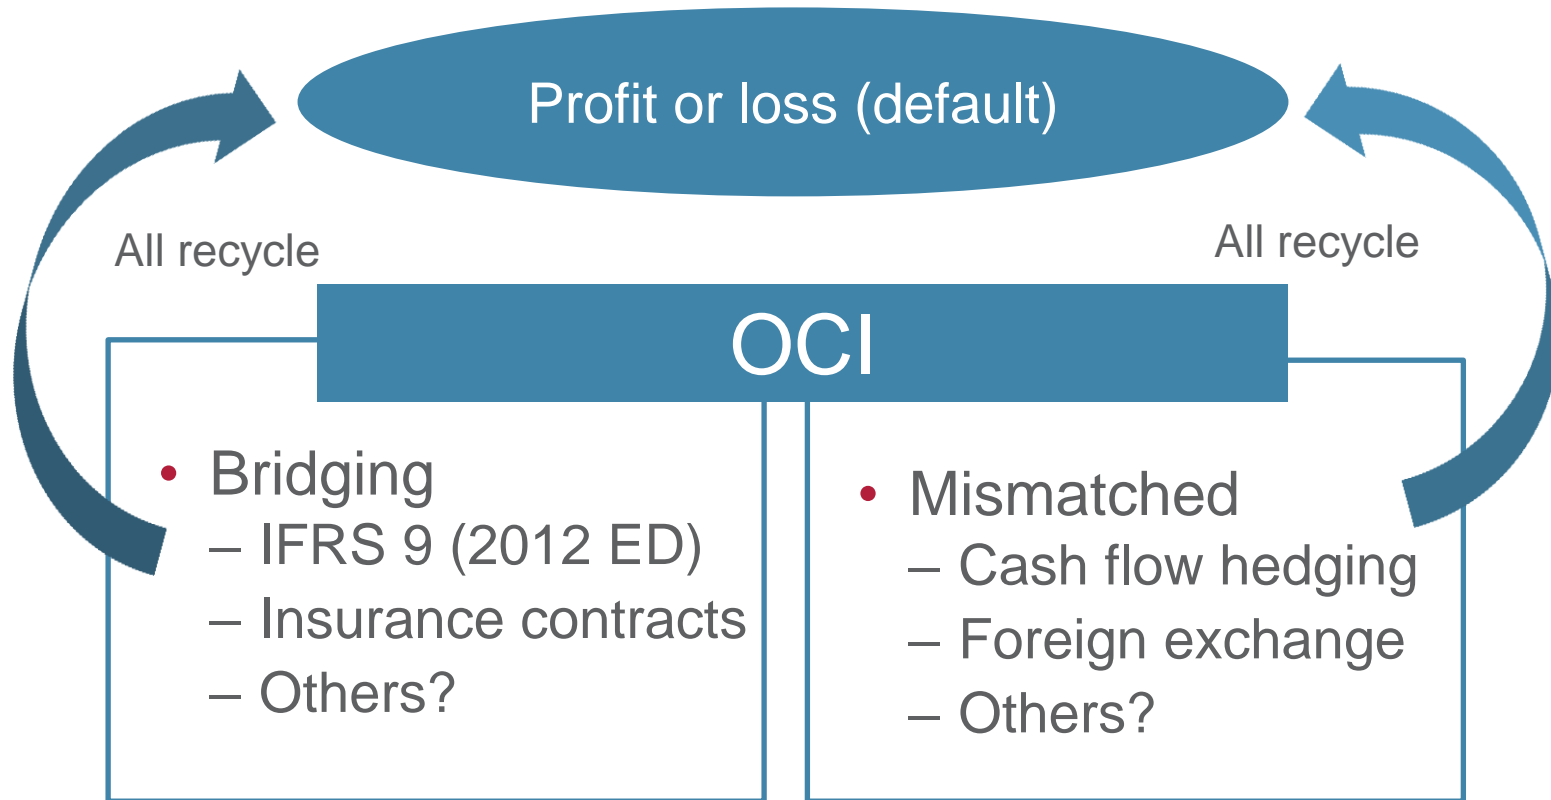 Profit or loss (default)
All recycle
All recycle
OCI
• Bridging
– IFRS 9 (2012 ED)
– Insurance contracts
– Others?
• Mismatched
– Cash flow hedging
– Foreign exchange
– Others?